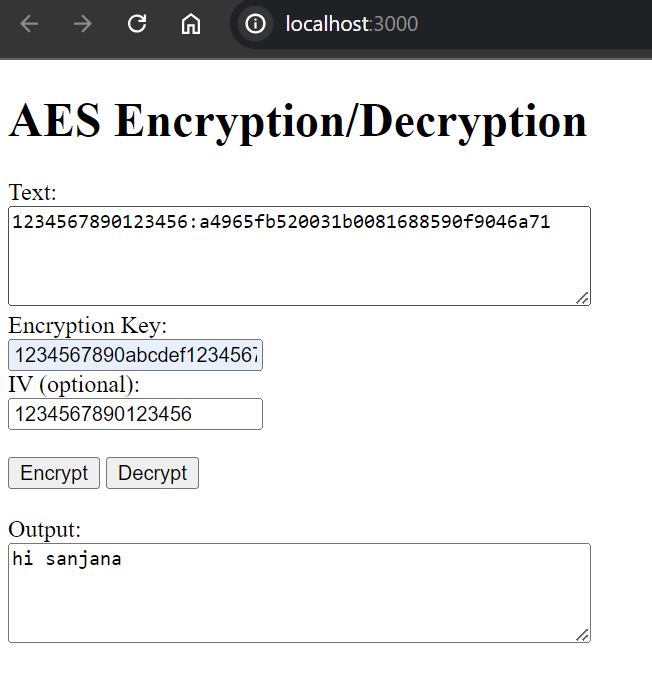 localhost:3000
AES Encryption/Decryption
Text:
1234567890123456:a4965fb520031b0081688590f9046a71
Encryption Key:
1234567890abcdef1234567
IV (optional):
1234567890123456
Encrypt Decrypt
Output:
hi sanjana